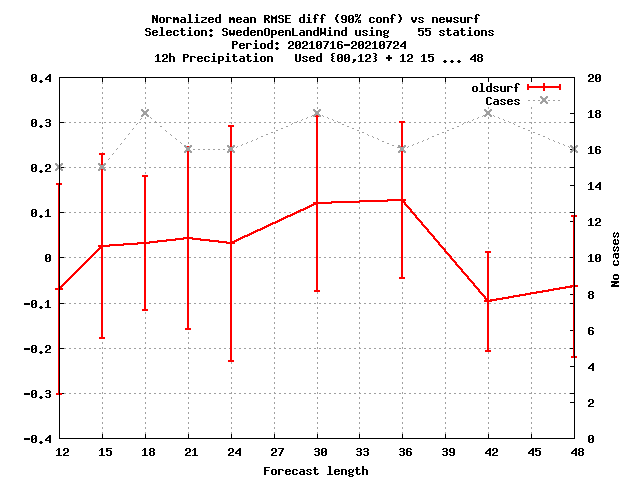 Normalized mean RMSE diff (90% conf) vs newsurf
Selection: SwedenOpenLandWind using    55 stations
Period: 20210716-20210724
12h Precipitation   Used {00,12} + 12 15 ... 48
oldsurf
Cases
0.4
0.3
0.2
0.1
0
-0.1
-0.2
-0.3
-0.4
20
18
16
14
12
10
8
6
4
2
0
No cases
12 15 18 21 24 27 30 33 36 39 42 45 48
Forecast length